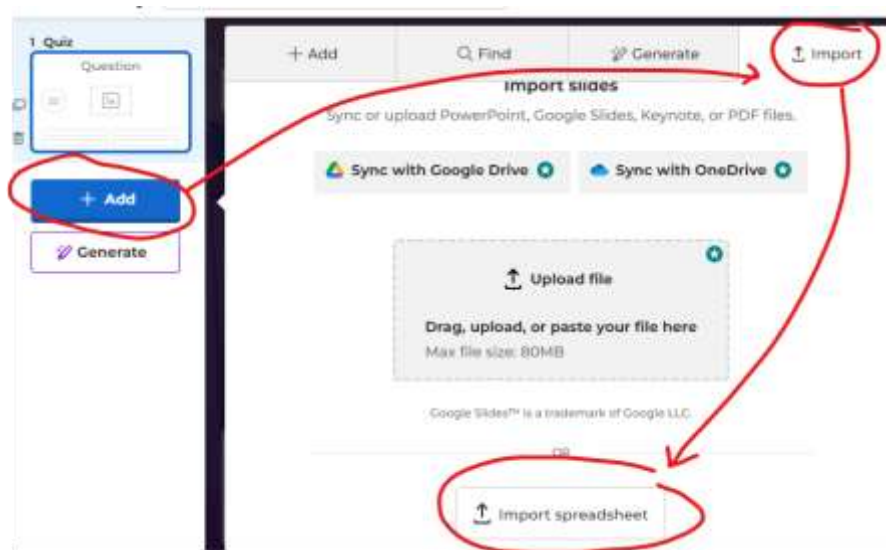 1 Quiz
Question
+ Add
Generate
+ Add
Find
Generate
Import
Import slides
Sync or upload PowerPoint, Google Slides, Keynote, or PDF files.
Sync with Google Drive
Sync with OneDrive
Upload file
Drag, upload, or paste your file here
Max file size: 80MB
Google Slides™ is a trademark of Google LLC.
OR
Import spreadsheet